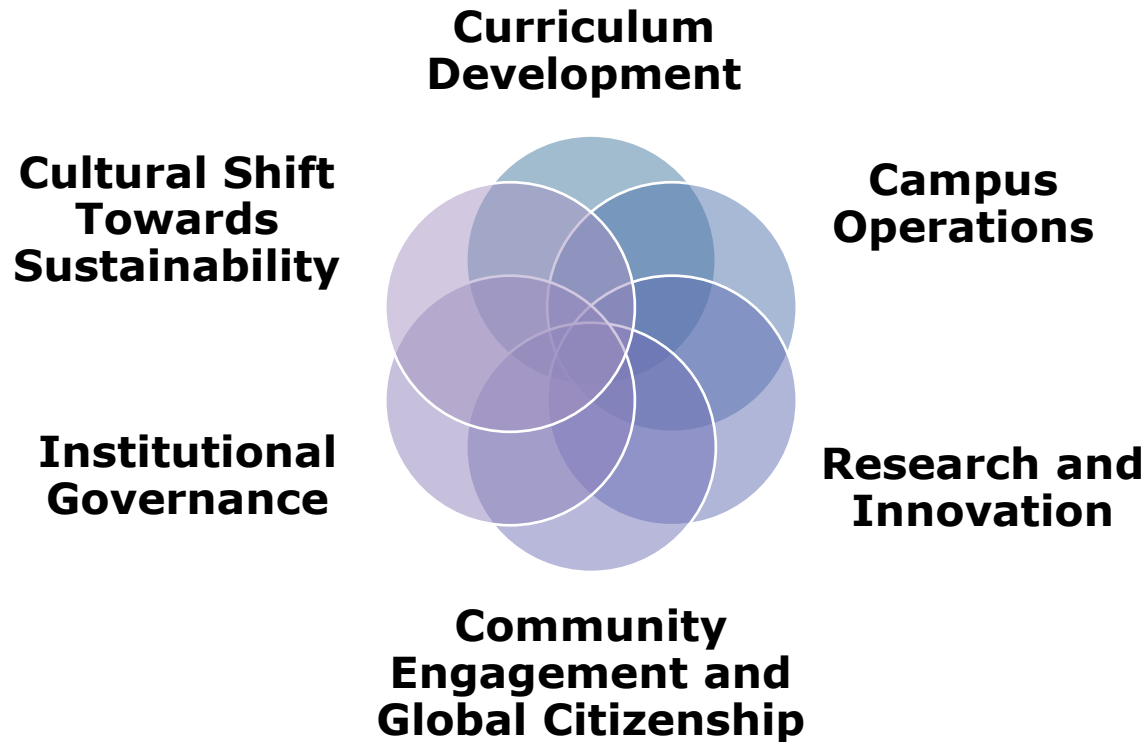 Curriculum
Development
Campus
Operations
Research and
Innovation
Community
Engagement and
Global Citizenship
Institutional
Governance
Cultural Shift
Towards
Sustainability